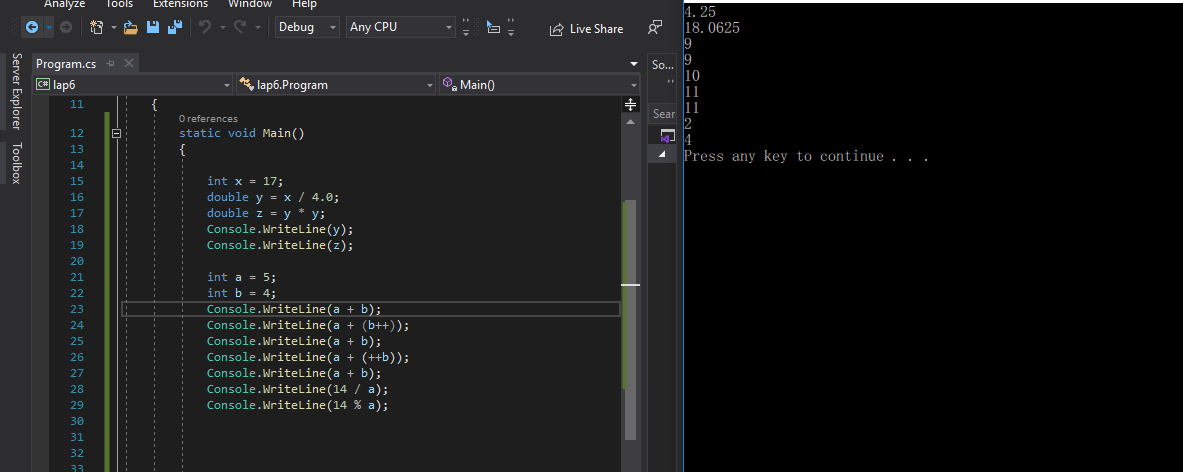 Analyze Tools Extensions Window Help
Debug Any CPU Live Share
Server Explorer
Toolbox
Program.cs
C# lap6 lap6.Program Main()
So...
Sear
11 {
0 references
12 static void Main()
13 {
14
15 int x = 17;
16 double y = x / 4.0;
17 double z = y * y;
18 Console.WriteLine(y);
19 Console.WriteLine(z);
20
21 int a = 5;
22 int b = 4;
23 Console.WriteLine(a + b);
24 Console.WriteLine(a + (b++));
25 Console.WriteLine(a + b);
26 Console.WriteLine(a + (++b));
27 Console.WriteLine(a + b);
28 Console.WriteLine(14 / a);
29 Console.WriteLine(14 % a);
30
31
32
33
4.25
18.0625
9
9
10
11
11
2
4
Press any key to continue . . .